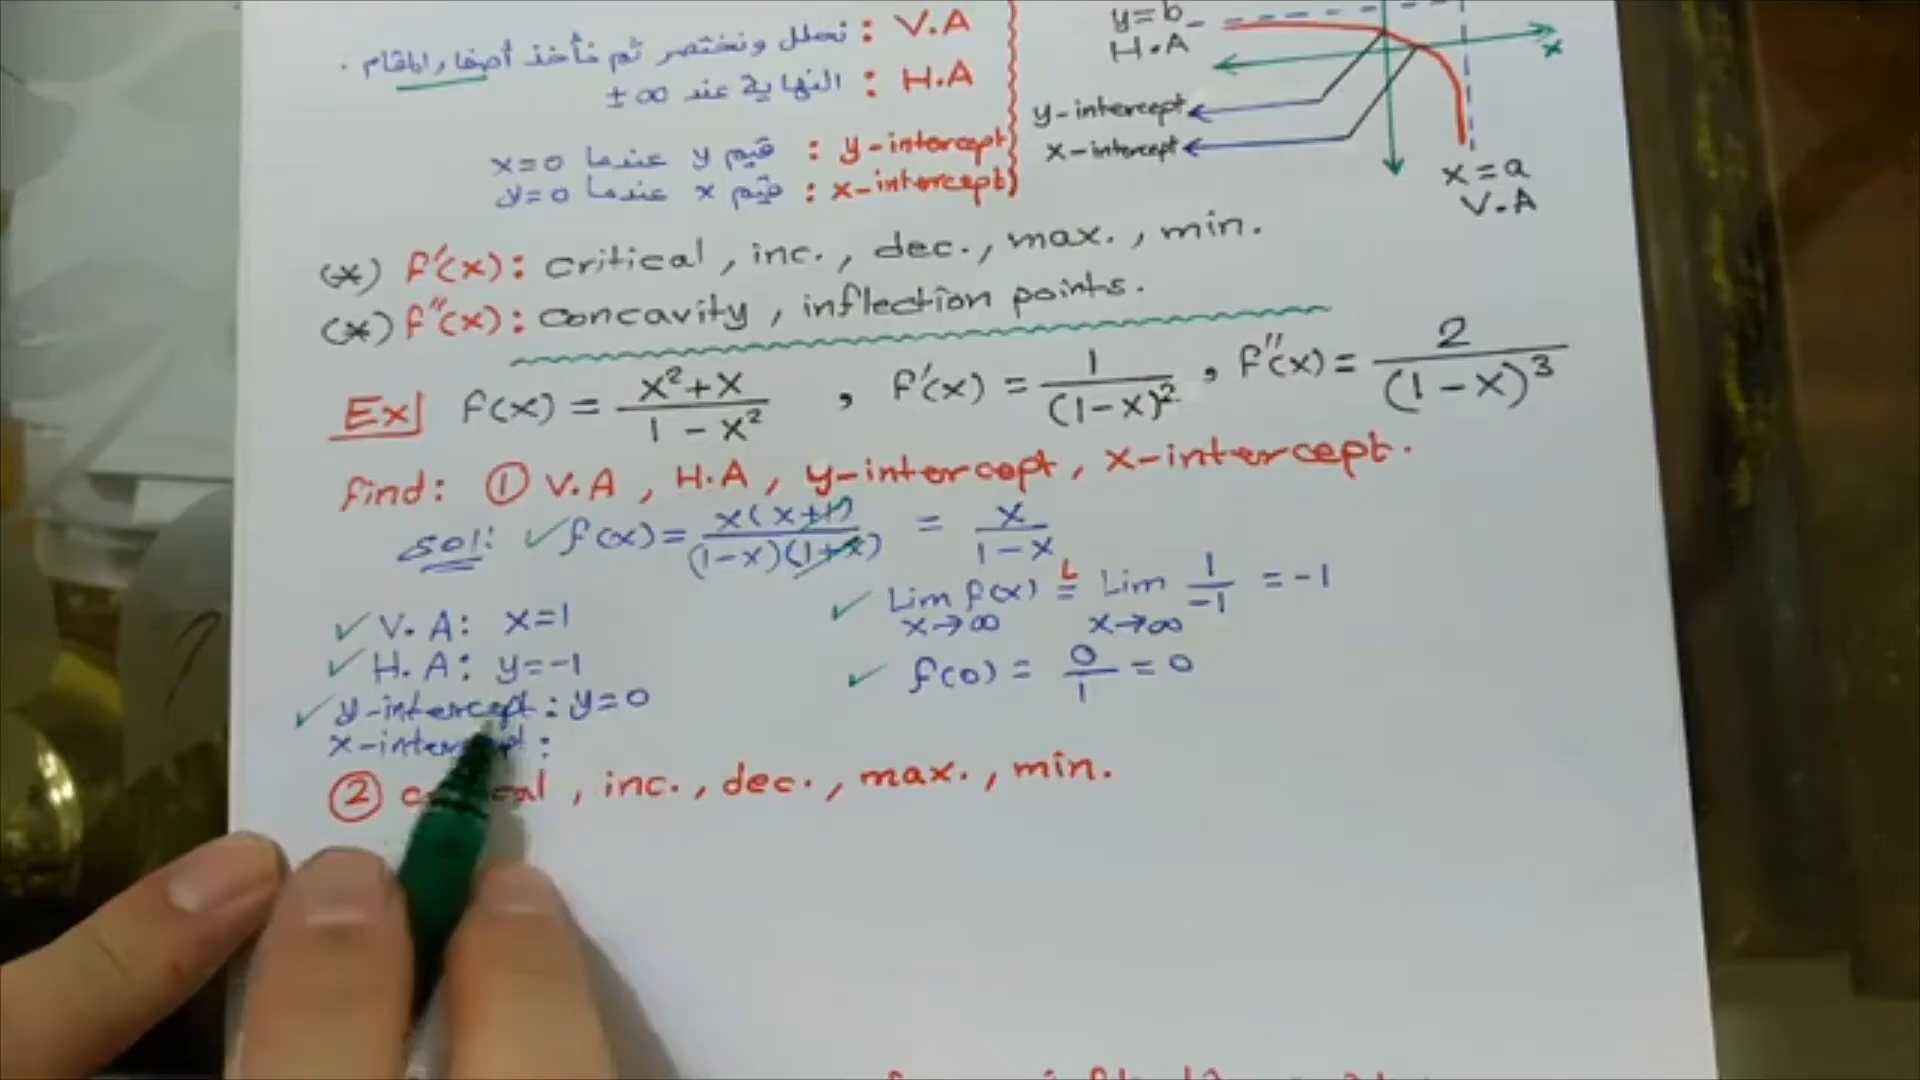 V.A : نحلل ونختصر ثم نأخذ أصفار المقام .
H.A : النهاية عند ±∞
y-intercept : قيم y عندما x=0
x-intercept : قيم x عندما y=0
y=b
H.A
x
y-intercept
x-intercept
x=a
V.A
(*) f'(x): critical, inc., dec., max., min.
(*) f''(x): concavity, inflection points.
Ex] f(x) = (x²+x)/(1-x²) , f'(x) = 1/(1-x)² , f''(x) = 2/(1-x)³
find: ① V.A, H.A, y-intercept, x-intercept.
sol: ✓ f(x) = x(x+1)/((1-x)(1+x)) = x/(1-x)
✓ V.A: x=1
✓ Lim x→∞ f(x) =ᴸ Lim x→∞ 1/-1 = -1
✓ H.A: y=-1
✓ f(0) = 0/1 = 0
✓ y-intercept: y=0
x-intercept:
② critical, inc., dec., max., min.